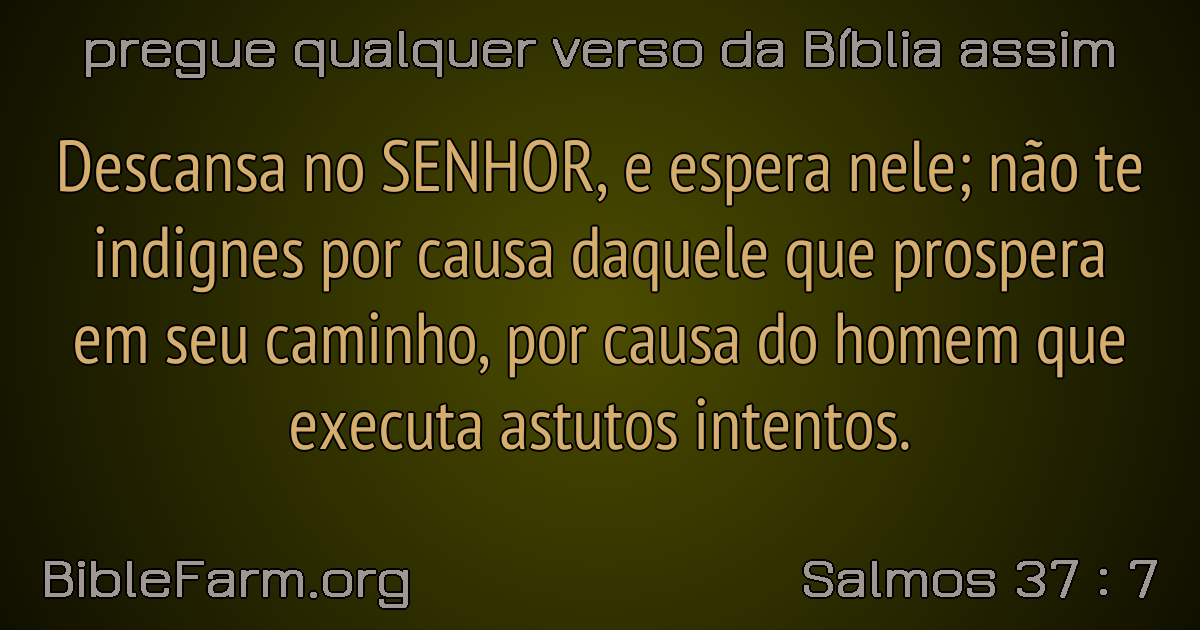 pregue qualquer verso da Bíblia assim
Descansa no SENHOR, e espera nele; não te
indignes por causa daquele que prospera
em seu caminho, por causa do homem que
executa astutos intentos.
BibleFarm.org
Salmos 37 : 7